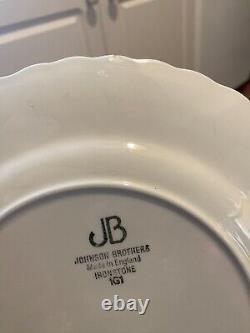 JB
JOHNSON BROTHERS
Made in England
IRONSTONE
1G1